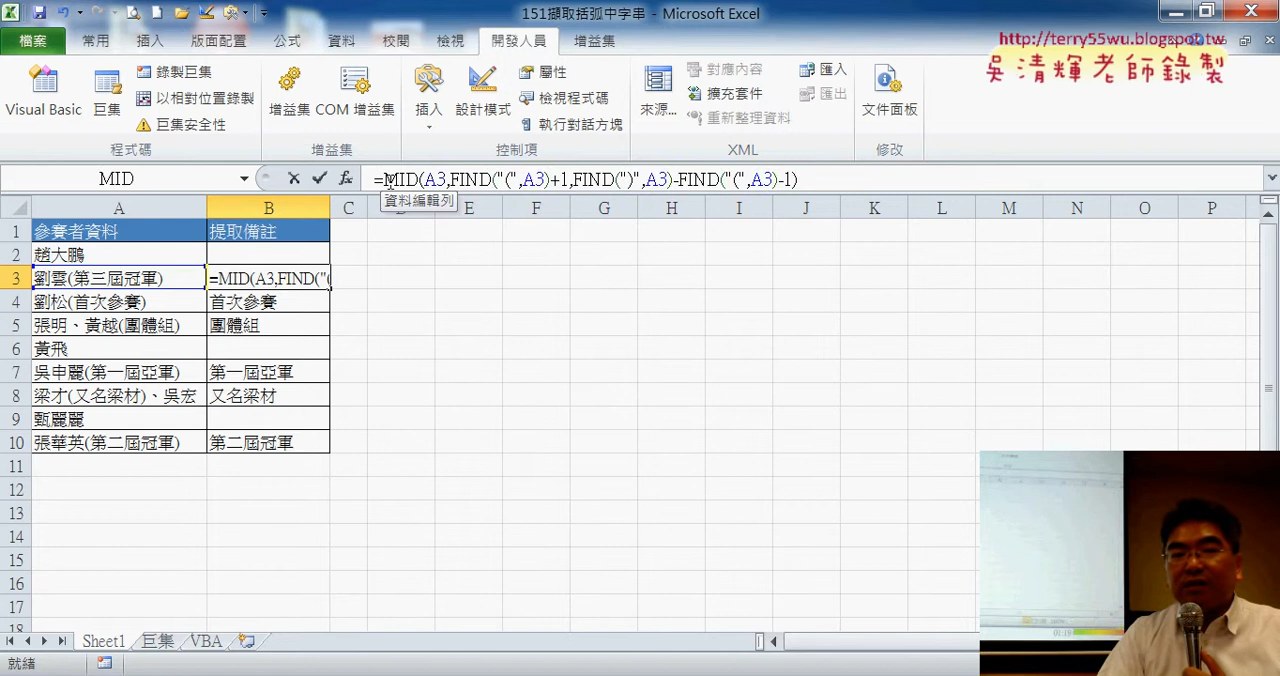 151擷取括弧中字串 - Microsoft Excel
檔案 常用 插入 版面配置 公式 資料 校閱 檢視 開發人員 增益集
http://terry55wu.blogspot.tw
吳清輝老師錄製
Visual Basic 巨集 錄製巨集 以相對位置錄製 巨集安全性
增益集 COM 增益集
插入 設計模式 屬性 檢視程式碼 執行對話方塊
來源... 對應內容 擴充套件 重新整理資料 匯入 匯出
文件面板
程式碼 增益集 控制項 XML 修改
MID =MID(A3,FIND("(",A3)+1,FIND(")",A3)-FIND("(",A3)-1)
資料編輯列
A B C D E F G H I J K L M N O P
1 參賽者資料 提取備註
2 趙大鵬
3 劉雲(第三屆冠軍) =MID(A3,FIND("(
4 劉松(首次參賽) 首次參賽
5 張明、黃越(團體組) 團體組
6 黃飛
7 吳申麗(第一屆亞軍) 第一屆亞軍
8 梁才(又名梁材)、吳宏 又名梁材
9 甄麗麗
10 張華英(第二屆冠軍) 第二屆冠軍
11
12
13
14
15
16
17
18
Sheet1 巨集 VBA
就緒